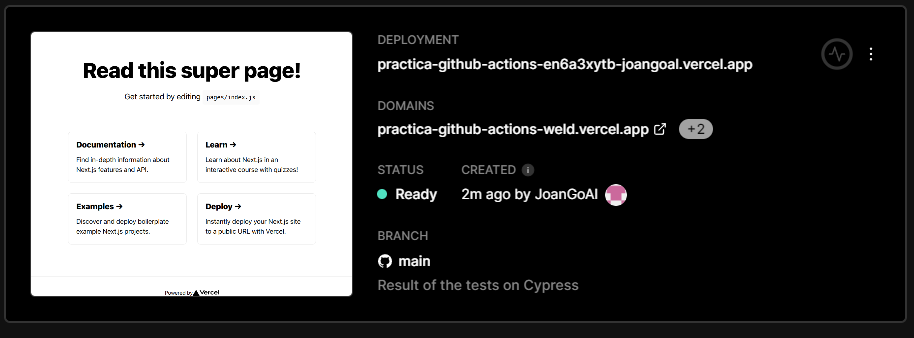 Read this super page!
Get started by editing pages/index.js
Documentation →
Find in-depth information about
Next.js features and API.
Learn →
Learn about Next.js in an
interactive course with quizzes!
Examples →
Discover and deploy boilerplate
example Next.js projects.
Deploy →
Instantly deploy your Next.js site
to a public URL with Vercel.
Powered by Vercel
DEPLOYMENT
practica-github-actions-en6a3xytb-joangoal.vercel.app
DOMAINS
practica-github-actions-weld.vercel.app +2
STATUS CREATED
Ready 2m ago by JoanGoAl
BRANCH
main
Result of the tests on Cypress